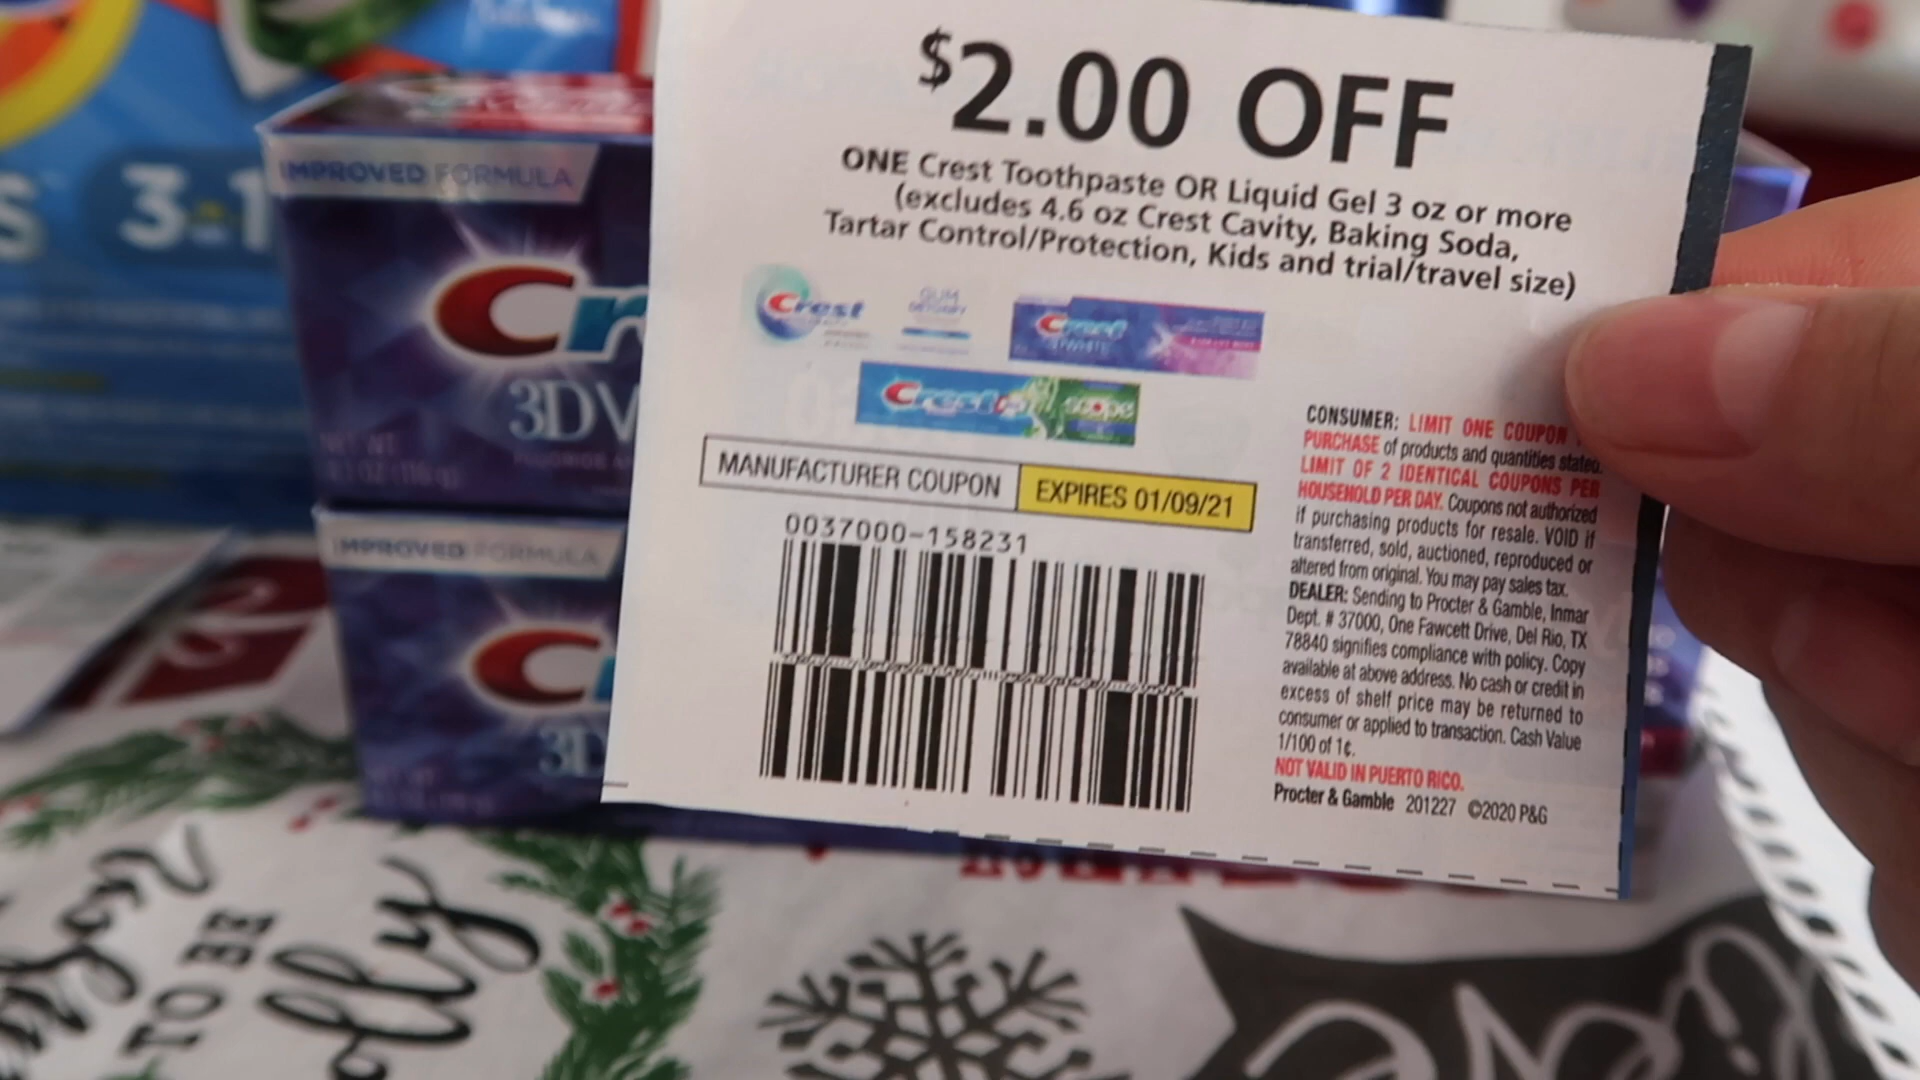 $2.00 OFF
ONE Crest Toothpaste OR Liquid Gel 3 oz or more
(excludes 4.6 oz Crest Cavity, Baking Soda,
Tartar Control/Protection, Kids and trial/travel size)
Crest
GUM
Crest
Crest
scope
MANUFACTURER COUPON
EXPIRES 01/09/21
0037000-158231
CONSUMER: LIMIT ONE COUPON
PURCHASE of products and quantities stated.
LIMIT OF 2 IDENTICAL COUPONS PER
HOUSEHOLD PER DAY. Coupons not authorized
if purchasing products for resale. VOID if
transferred, sold, auctioned, reproduced or
altered from original. You may pay sales tax.
DEALER: Sending to Procter & Gamble, Inmar
Dept. # 37000, One Fawcett Drive, Del Rio, TX
78840 signifies compliance with policy. Copy
available at above address. No cash or credit in
excess of shelf price may be returned to
consumer or applied to transaction. Cash Value
1/100 of 1¢.
NOT VALID IN PUERTO RICO.
Procter & Gamble 201227 ©2020 P&G
IMPROVED FORMULA
Cr
3DW
IMPROVED FORMULA
C
3D
3-1
TO BE